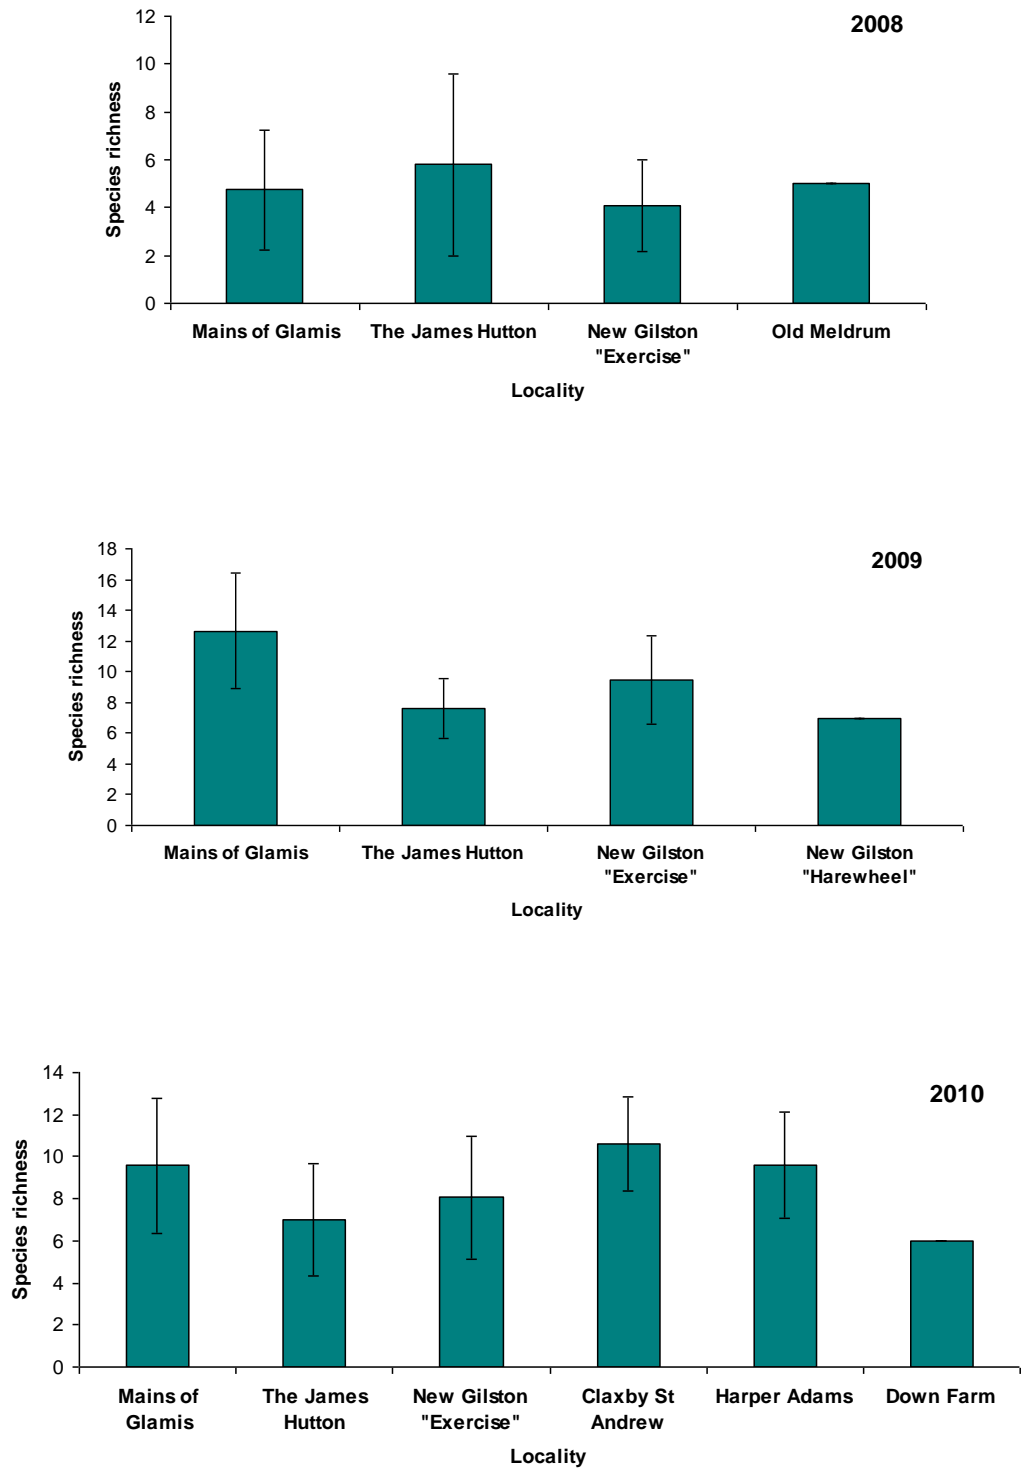 2008
Species richness
12
10
8
6
4
2
0
Mains of Glamis
The James Hutton
New Gilston
"Exercise"
Old Meldrum
Locality
2009
Species richness
18
16
14
12
10
8
6
4
2
0
Mains of Glamis
The James Hutton
New Gilston
"Exercise"
New Gilston
"Harewheel"
Locality
2010
Species richness
14
12
10
8
6
4
2
0
Mains of
Glamis
The James
Hutton
New Gilston
"Exercise"
Claxby St
Andrew
Harper Adams
Down Farm
Locality